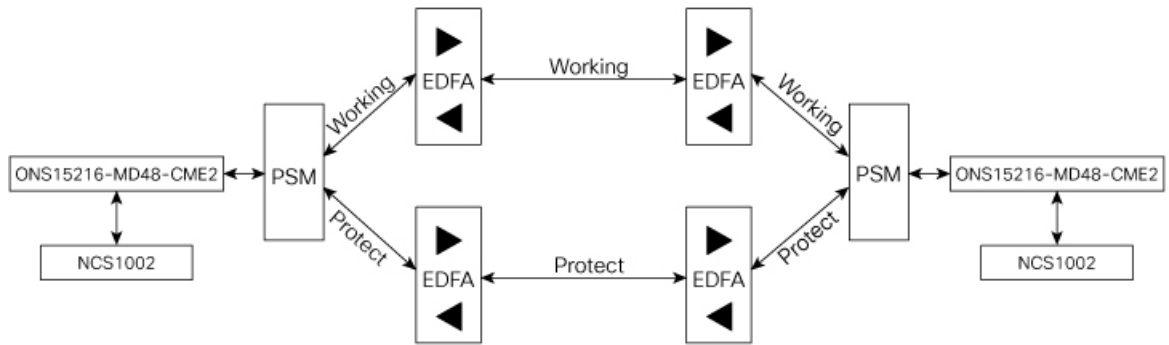 EDFA
Working
EDFA
Working
Working
ONS15216-MD48-CME2
PSM
PSM
ONS15216-MD48-CME2
Protect
Protect
NCS1002
EDFA
Protect
EDFA
NCS1002